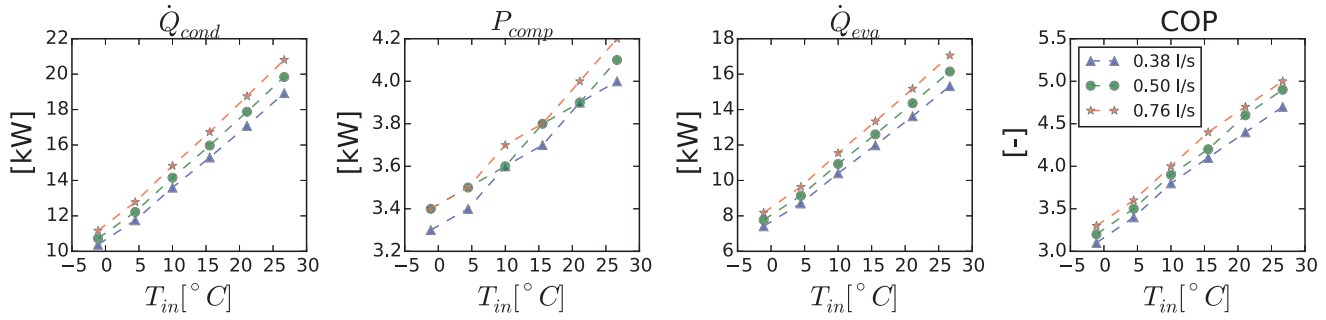 Q̇cond
22
20
18
16
14
12
10
[kW]
−5 0 5 10 15 20 25 30
Tin[°C]
Pcomp
4.2
4.0
3.8
3.6
3.4
3.2
[kW]
−5 0 5 10 15 20 25 30
Tin[°C]
Q̇eva
18
16
14
12
10
8
6
[kW]
−5 0 5 10 15 20 25 30
Tin[°C]
COP
5.5
5.0
4.5
4.0
3.5
3.0
[-]
0.38 l/s
0.50 l/s
0.76 l/s
−5 0 5 10 15 20 25 30
Tin[°C]